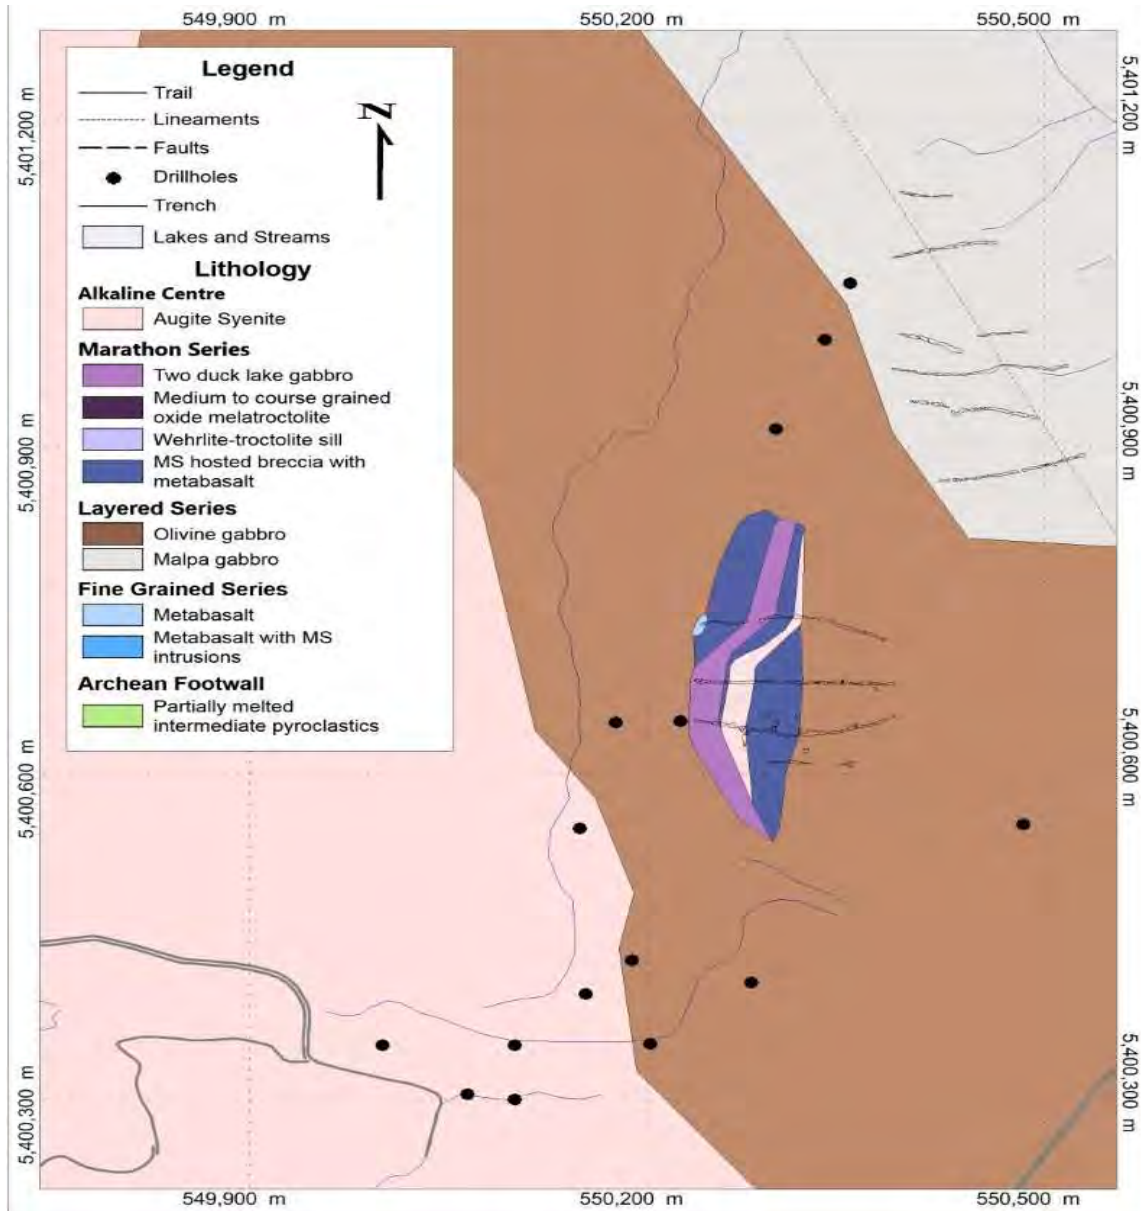 549,900 m 550,200 m 550,500 m
5,401,200 m
5,400,900 m
5,400,600 m
5,400,300 m
Legend
Trail
Lineaments
Faults
Drillholes
Trench
Lakes and Streams
N
Lithology
Alkaline Centre
Augite Syenite
Marathon Series
Two duck lake gabbro
Medium to course grained
oxide melatroctolite
Wehrlite-troctolite sill
MS hosted breccia with
metabasalt
Layered Series
Olivine gabbro
Malpa gabbro
Fine Grained Series
Metabasalt
Metabasalt with MS
intrusions
Archean Footwall
Partially melted
intermediate pyroclastics
5,401,200 m
5,400,900 m
5,400,600 m
5,400,300 m
549,900 m 550,200 m 550,500 m